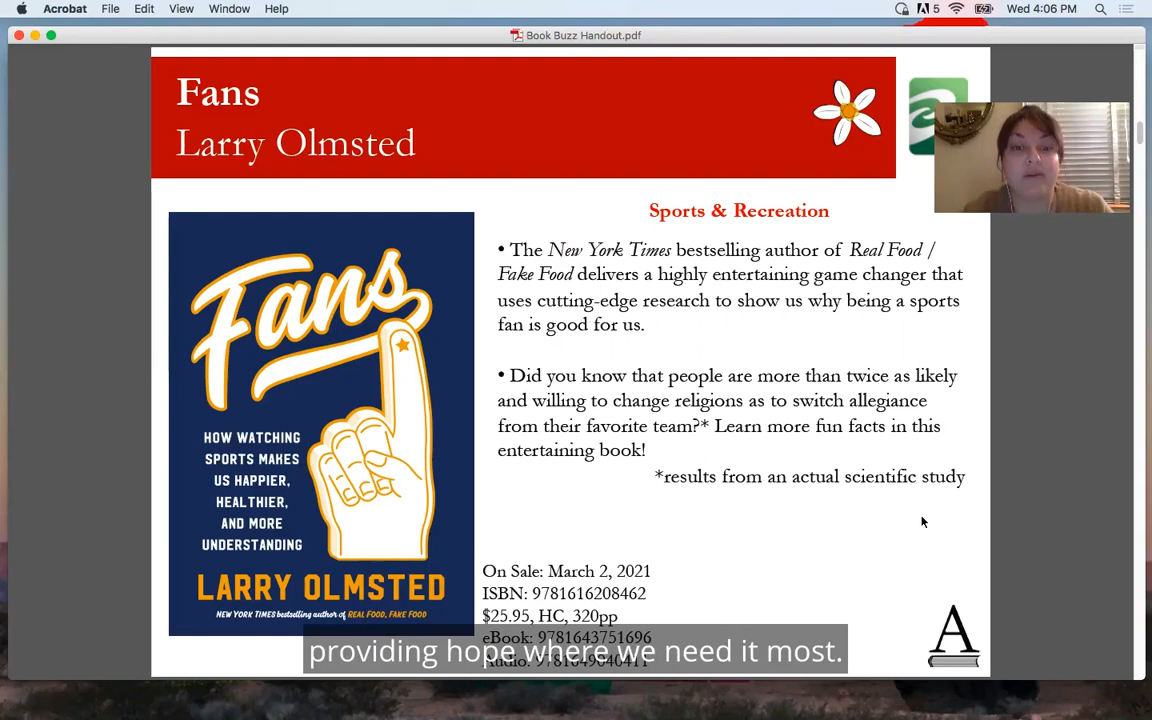 Acrobat File Edit View Window Help
5 Wed 4:06 PM
Book Buzz Handout.pdf
Fans
Larry Olmsted
Sports & Recreation
• The New York Times bestselling author of Real Food /
Fake Food delivers a highly entertaining game changer that
uses cutting-edge research to show us why being a sports
fan is good for us.
• Did you know that people are more than twice as likely
and willing to change religions as to switch allegiance
from their favorite team?* Learn more fun facts in this
entertaining book!
*results from an actual scientific study
Fans
HOW WATCHING
SPORTS MAKES
US HAPPIER,
HEALTHIER,
AND MORE
UNDERSTANDING
LARRY OLMSTED
NEW YORK TIMES bestselling author of REAL FOOD, FAKE FOOD
On Sale: March 2, 2021
ISBN: 9781616208462
$25.95, HC, 320pp
eBook: 9781643751696
Audio: 9781649040411
providing hope where we need it most.
A